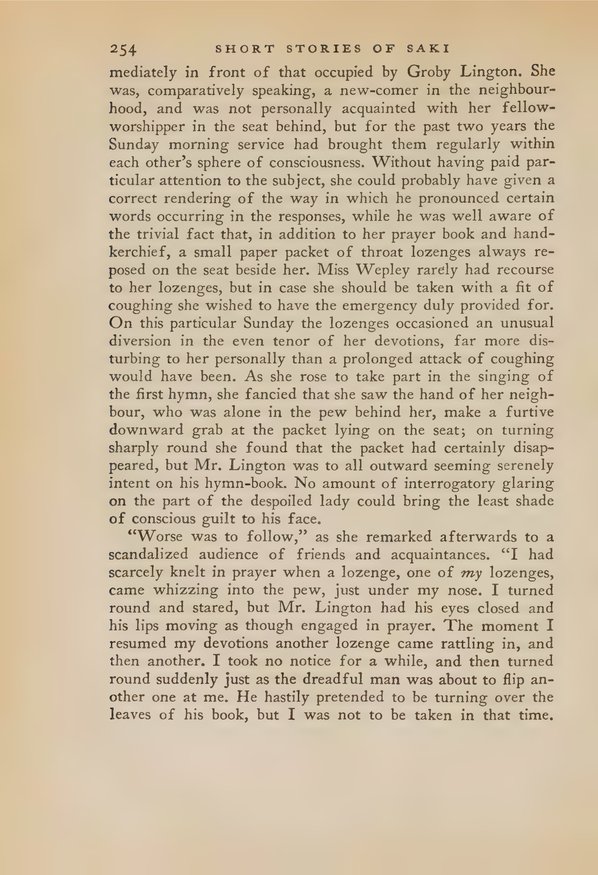 254 SHORT STORIES OF SAKI
mediately in front of that occupied by Groby Lington. She
was, comparatively speaking, a new-comer in the neighbour-
hood, and was not personally acquainted with her fellow-
worshipper in the seat behind, but for the past two years the
Sunday morning service had brought them regularly within
each other's sphere of consciousness. Without having paid par-
ticular attention to the subject, she could probably have given a
correct rendering of the way in which he pronounced certain
words occurring in the responses, while he was well aware of
the trivial fact that, in addition to her prayer book and hand-
kerchief, a small paper packet of throat lozenges always re-
posed on the seat beside her. Miss Wepley rarely had recourse
to her lozenges, but in case she should be taken with a fit of
coughing she wished to have the emergency duly provided for.
On this particular Sunday the lozenges occasioned an unusual
diversion in the even tenor of her devotions, far more dis-
turbing to her personally than a prolonged attack of coughing
would have been. As she rose to take part in the singing of
the first hymn, she fancied that she saw the hand of her neigh-
bour, who was alone in the pew behind her, make a furtive
downward grab at the packet lying on the seat; on turning
sharply round she found that the packet had certainly disap-
peared, but Mr. Lington was to all outward seeming serenely
intent on his hymn-book. No amount of interrogatory glaring
on the part of the despoiled lady could bring the least shade
of conscious guilt to his face.
“Worse was to follow,” as she remarked afterwards to a
scandalized audience of friends and acquaintances. “I had
scarcely knelt in prayer when a lozenge, one of my lozenges,
came whizzing into the pew, just under my nose. I turned
round and stared, but Mr. Lington had his eyes closed and
his lips moving as though engaged in prayer. The moment I
resumed my devotions another lozenge came rattling in, and
then another. I took no notice for a while, and then turned
round suddenly just as the dreadful man was about to flip an-
other one at me. He hastily pretended to be turning over the
leaves of his book, but I was not to be taken in that time.